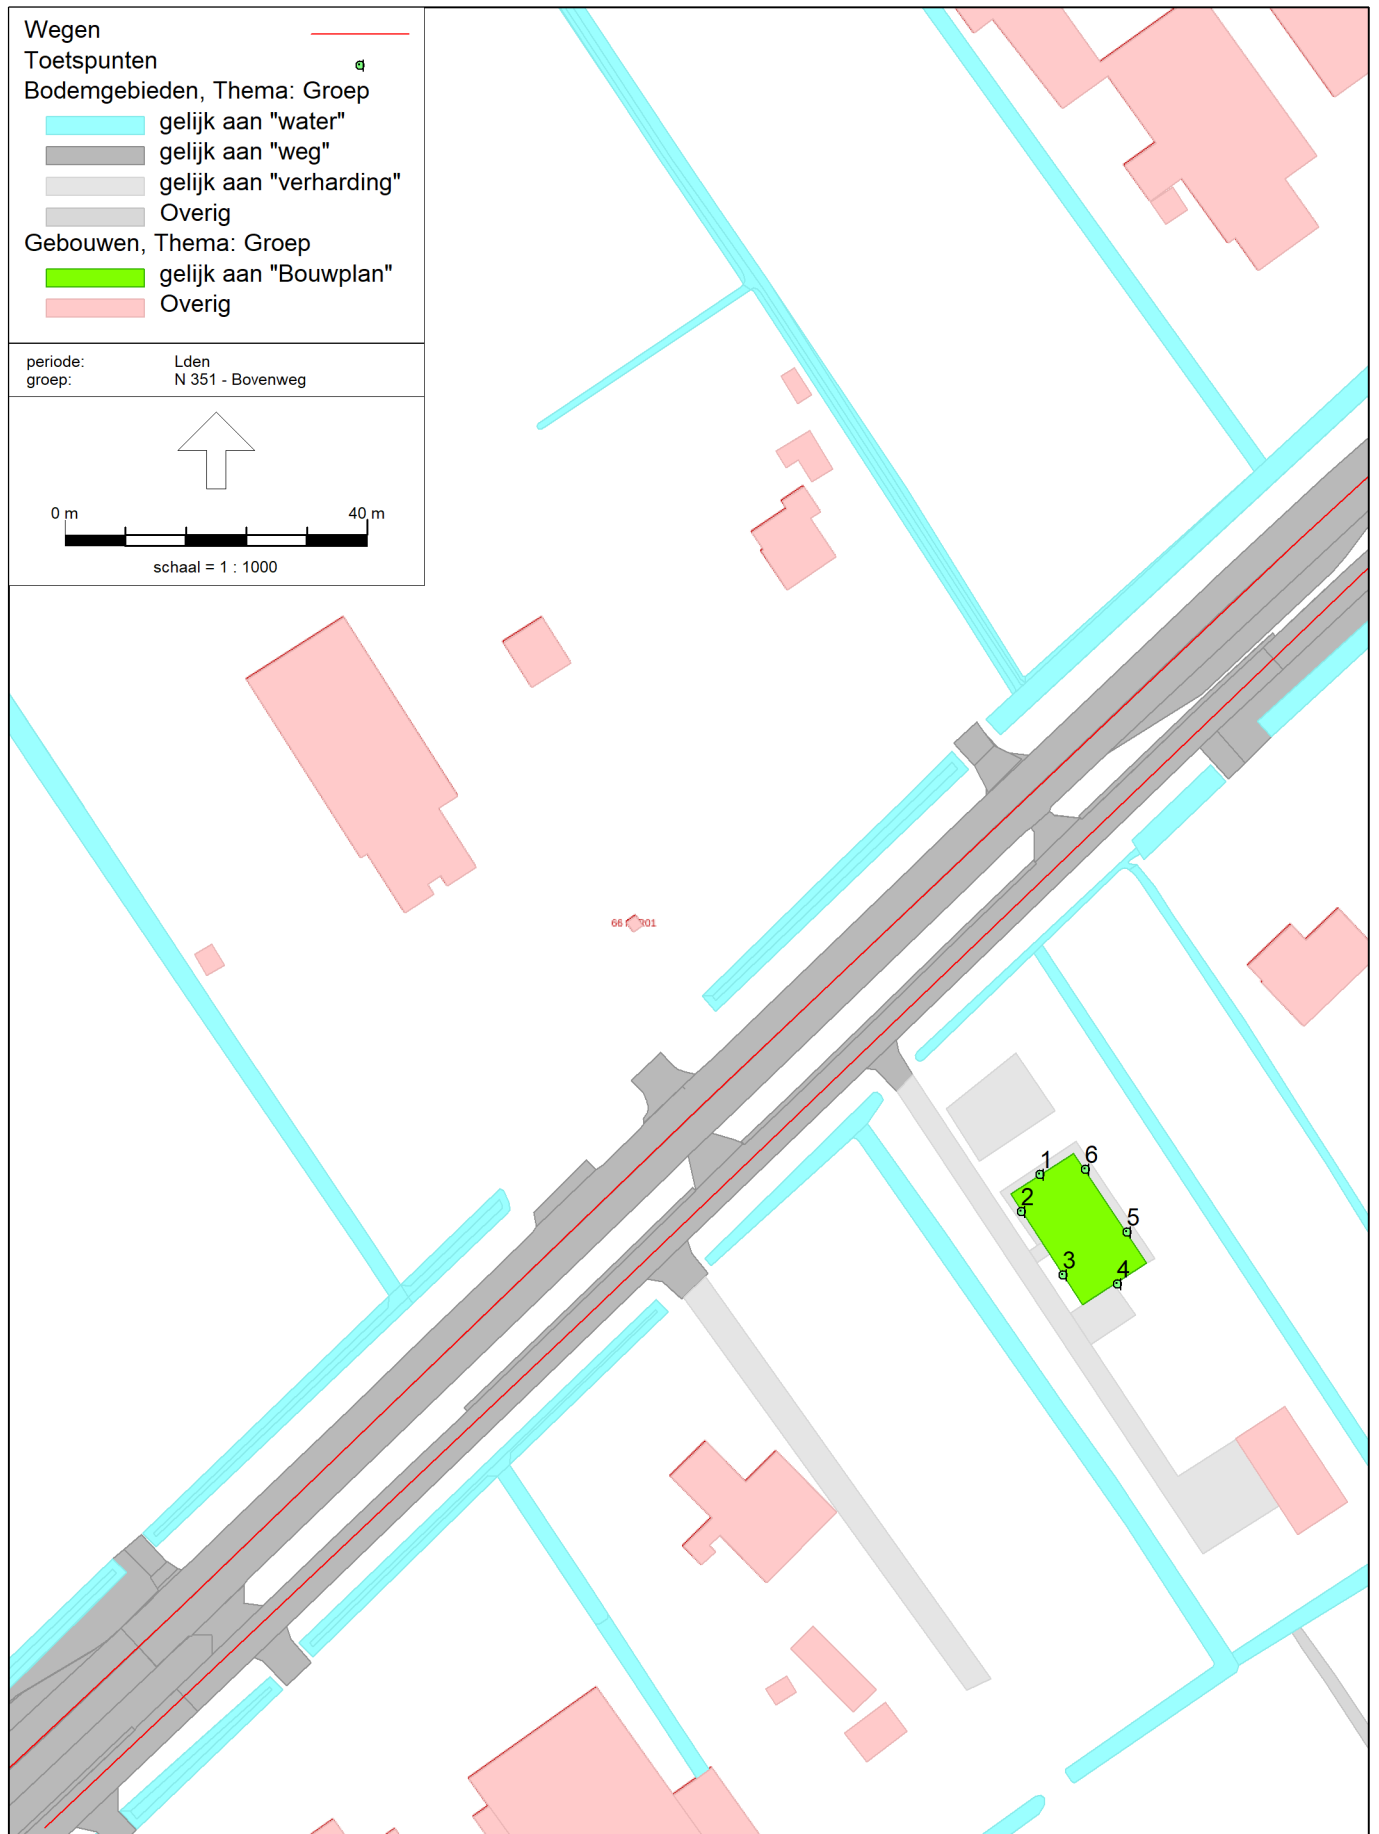 Wegen
Toetspunten
Bodemgebieden, Thema: Groep
gelijk aan "water"
gelijk aan "weg"
gelijk aan "verharding"
Overig
Gebouwen, Thema: Groep
gelijk aan "Bouwplan"
Overig
periode: Lden
groep: N 351 - Bovenweg
0 m 40 m
schaal = 1 : 1000
66
01
1
6
2
5
3
4